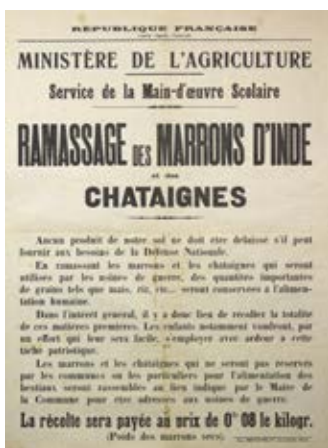 RÉPUBLIQUE FRANÇAISE
MINISTÈRE DE L'AGRICULTURE
Service de la Main-d'œuvre Scolaire
RAMASSAGE DES MARRONS D'INDE
et des
CHATAIGNES
Aucun produit de notre sol ne doit être délaissé s'il peut
fournir aux besoins de la Défense Nationale.
En ramassant les marrons et les châtaignes qui seront
utilisés par les usines de guerre, des quantités importantes
de grains tels que maïs, riz, etc... seront conservées à l'alimen-
tation humaine.
Dans l'intérêt général, il y a donc lieu de récolter la totalité
de ces matières premières. Les enfants notamment voudront, par
un effort qui leur sera facile, s'employer avec ardeur à cette
tâche patriotique.
Les marrons et les châtaignes qui ne seront pas réservés
par les communes ou les particuliers pour l'alimentation des
bestiaux seront rassemblés au lieu indiqué par le Maire de
la Commune pour être adressés aux usines de guerre.
La récolte sera payée au prix de 0 fr 08 le kilogr.
(Poids des marrons secs)